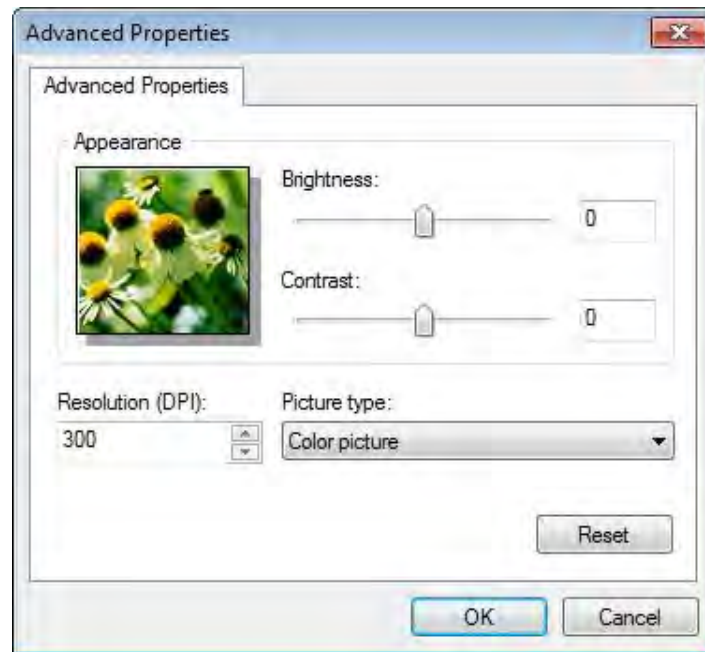 Advanced Properties
Advanced Properties
Appearance
Brightness:
0
Contrast:
0
Resolution (DPI):
Picture type:
300
Color picture
Reset
OK
Cancel